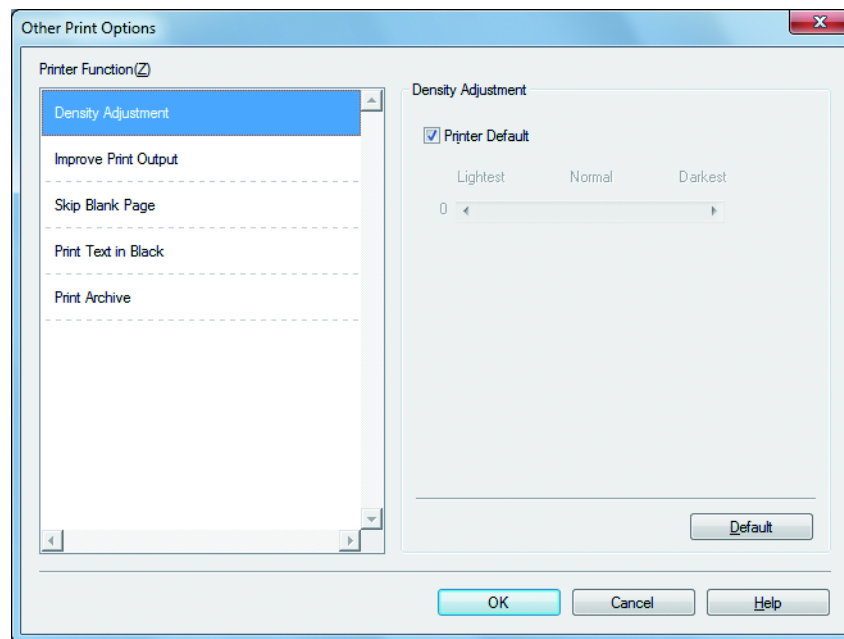 Other Print Options
Printer Function(Z)
Density Adjustment
Improve Print Output
Skip Blank Page
Print Text in Black
Print Archive
Density Adjustment
Printer Default
Lightest Normal Darkest
0
Default
OK Cancel Help